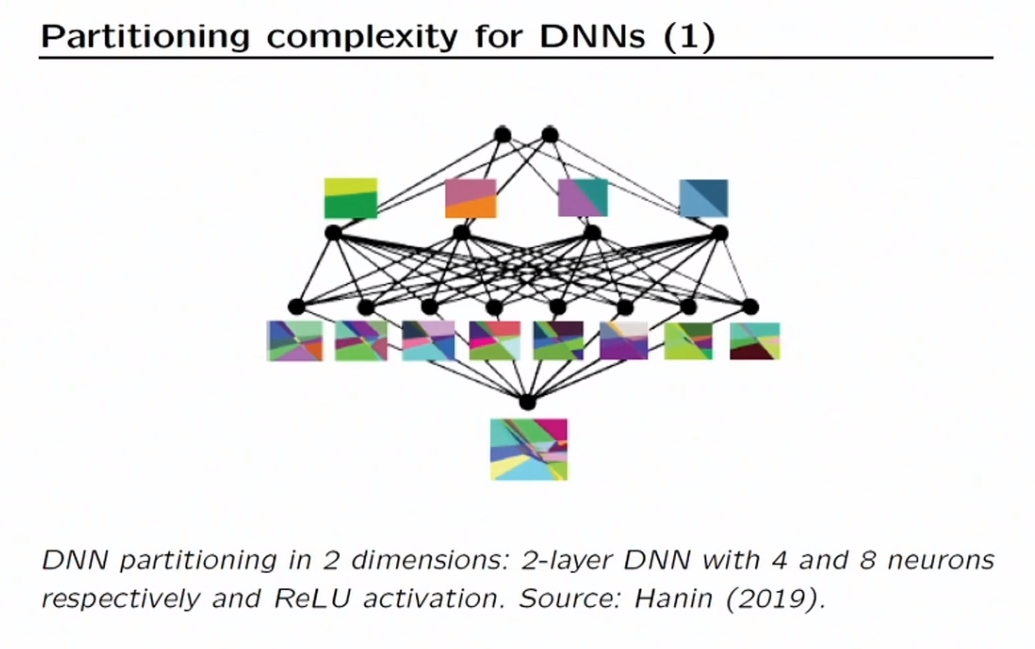 Partitioning complexity for DNNs (1)
DNN partitioning in 2 dimensions: 2-layer DNN with 4 and 8 neurons
respectively and ReLU activation. Source: Hanin (2019).